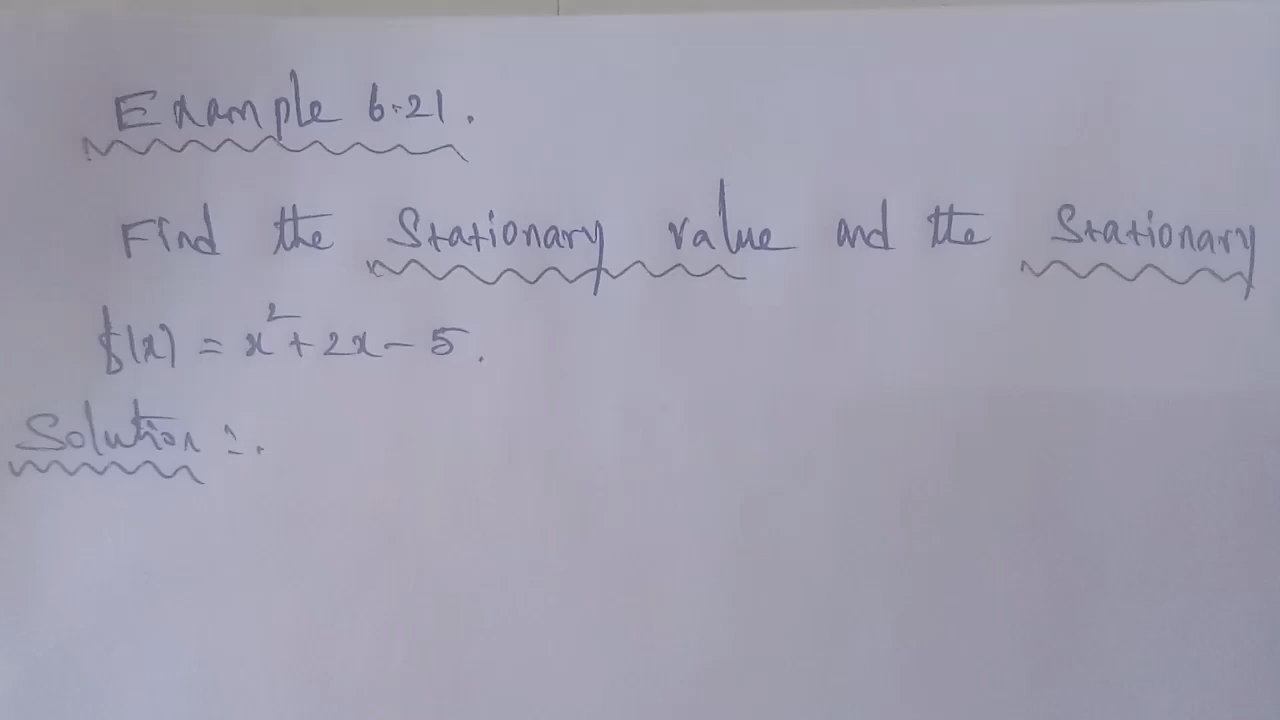 Example 6.21.
Find the Stationary value and the Stationary
f(x) = x² + 2x - 5.
Solution :.